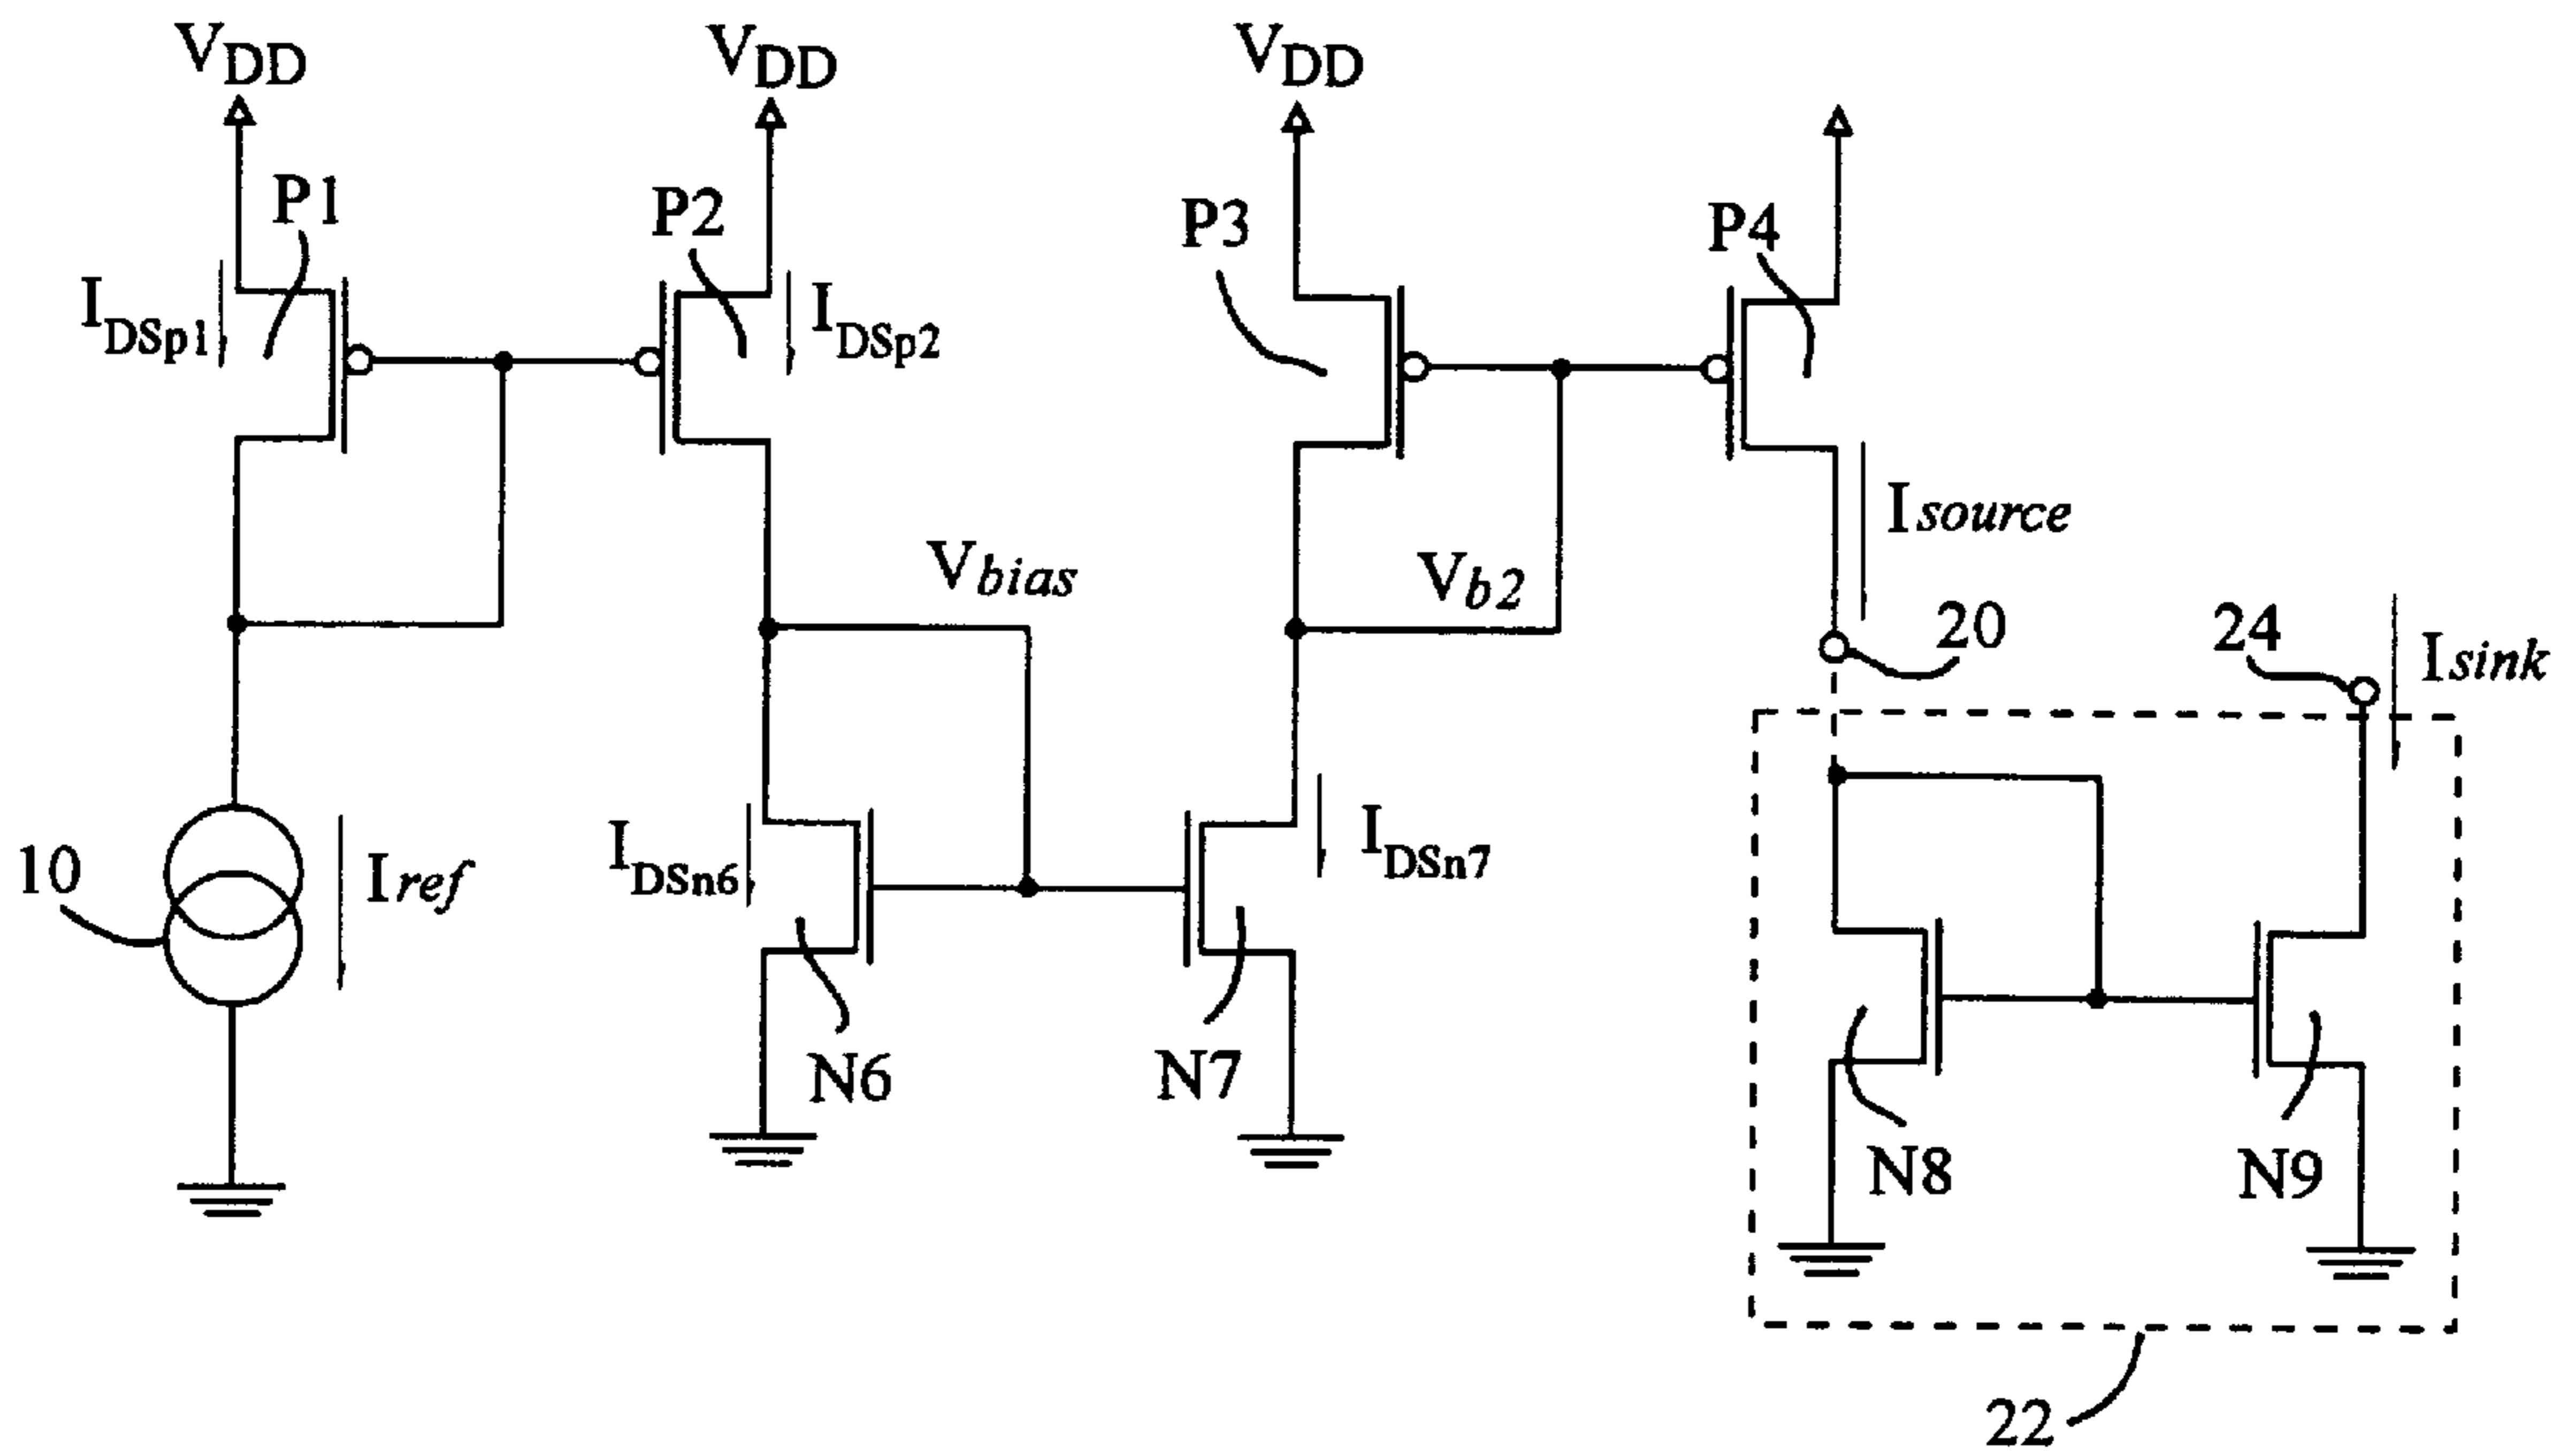 VDD
VDD
VDD
P1
P2
P3
P4
IDSp1
IDSp2
Isource
Vbias
Vb2
20
24
Isink
10
Iref
IDSn6
IDSn7
N6
N7
N8
N9
22